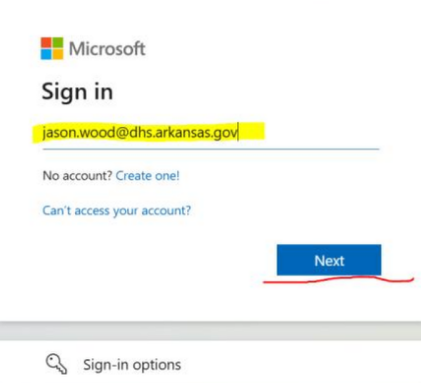 Microsoft
Sign in
jason.wood@dhs.arkansas.gov
No account? Create one!
Can't access your account?
Next
Sign-in options